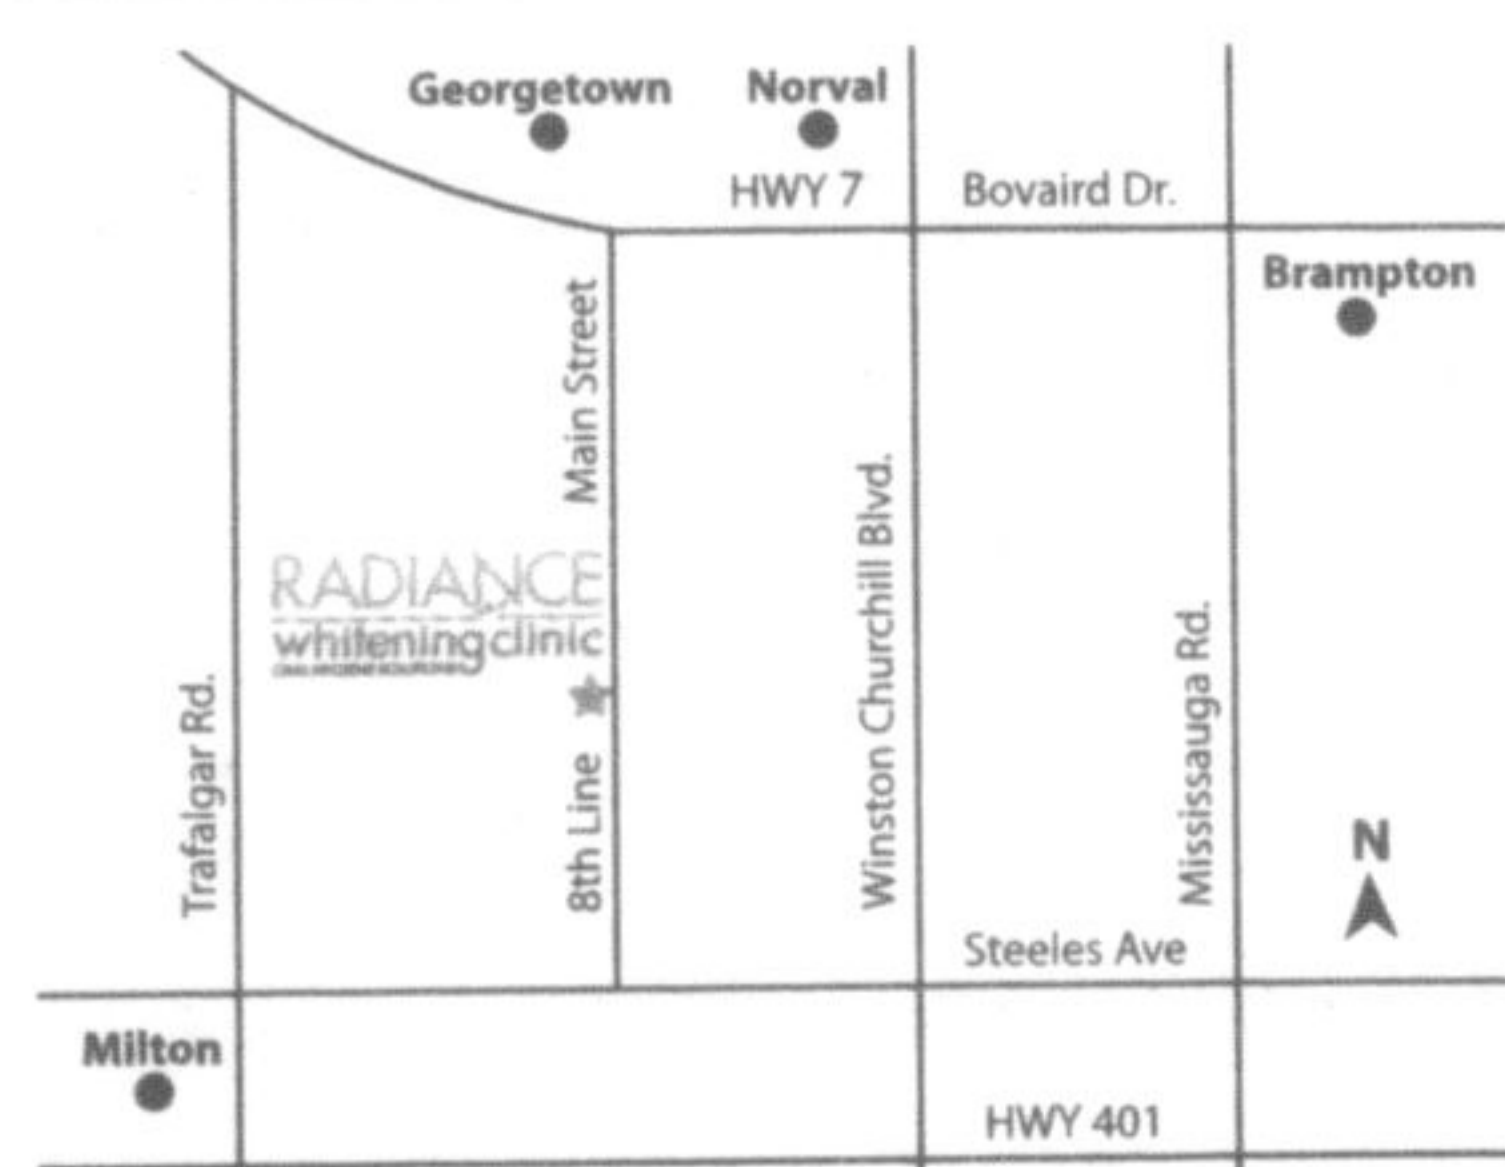 Georgetown
Norval
HWY 7
Bovaird Dr.
Brampton
Main Street
RADIANCE
whitening clinic
Winston Churchill Blvd.
Mississauga Rd.
Trafalgar Rd.
8th Line
N
Steeles Ave
Milton
HWY 401